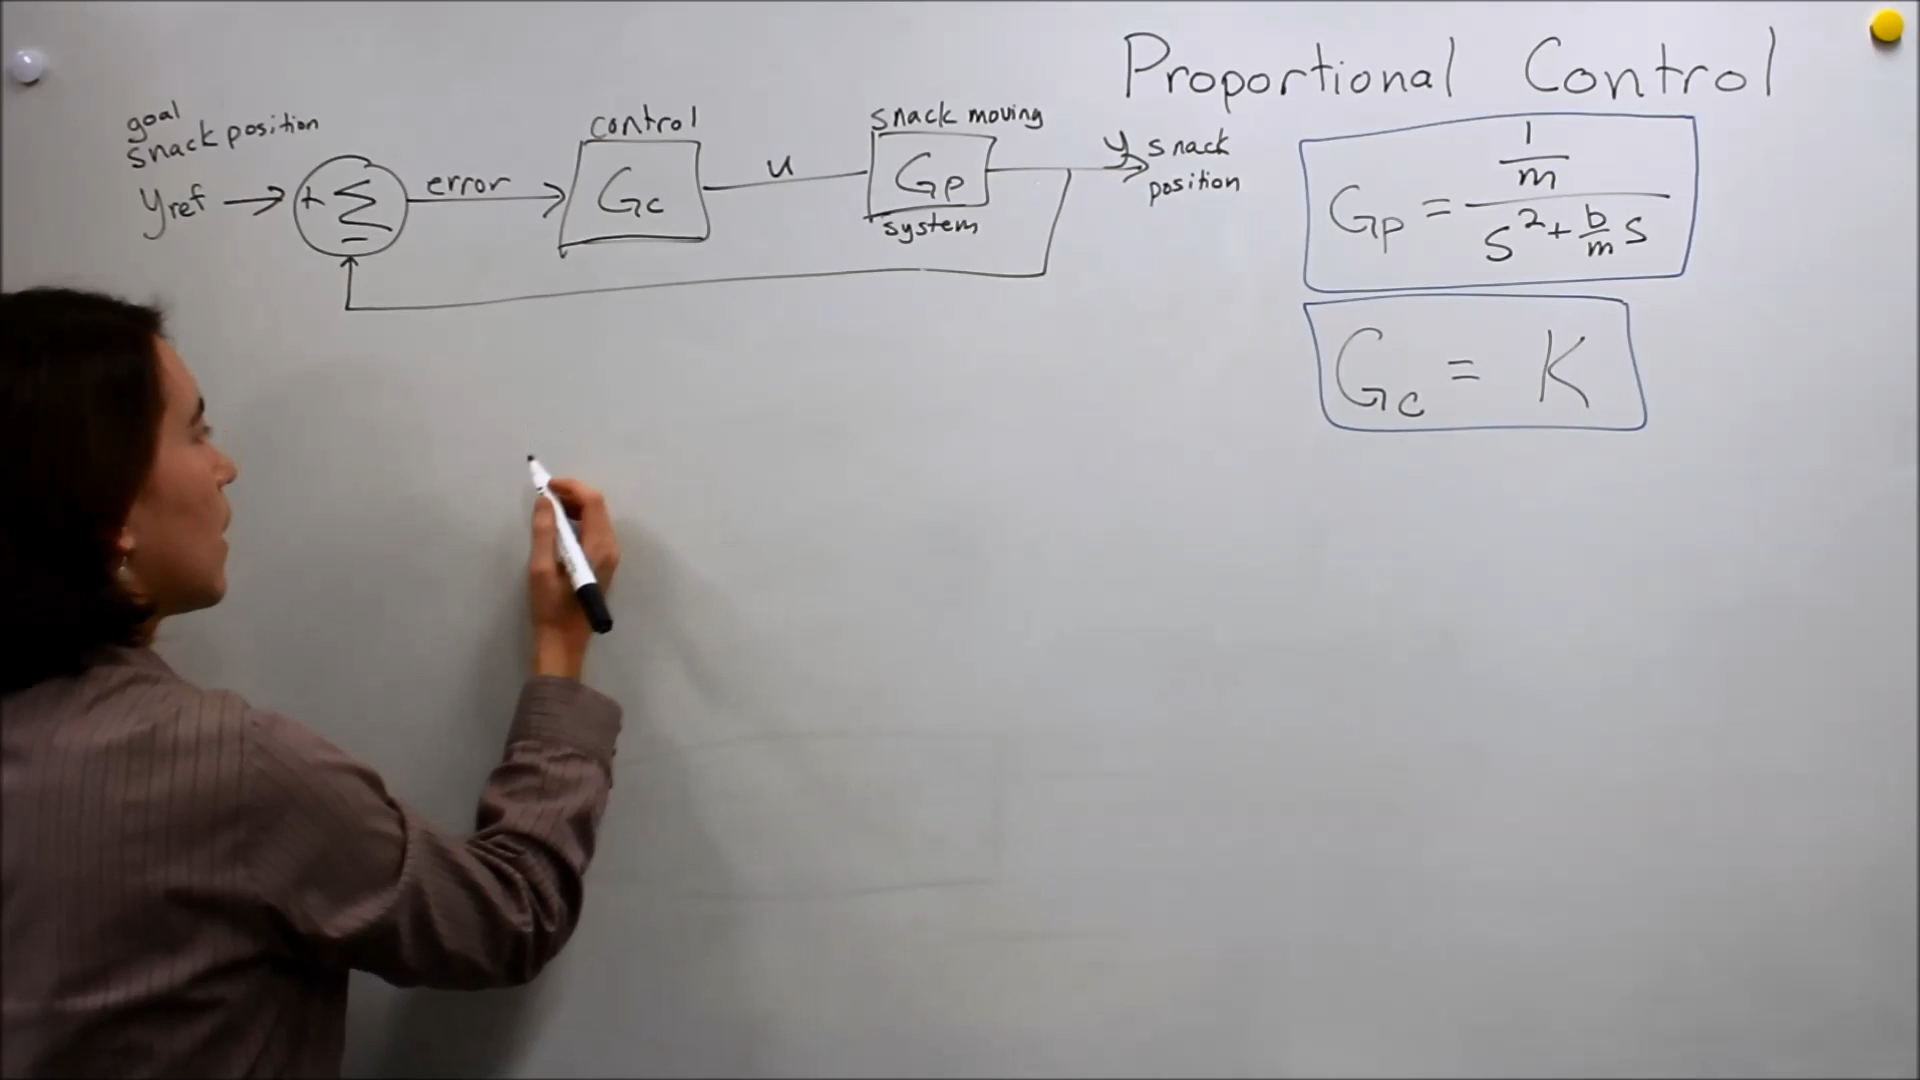 Proportional Control
goal
snack position
yref
+
Σ
−
error
control
Gc
u
snack moving
Gp
system
y snack
position
Gp = 1/m / s² + b/m s
Gc = K